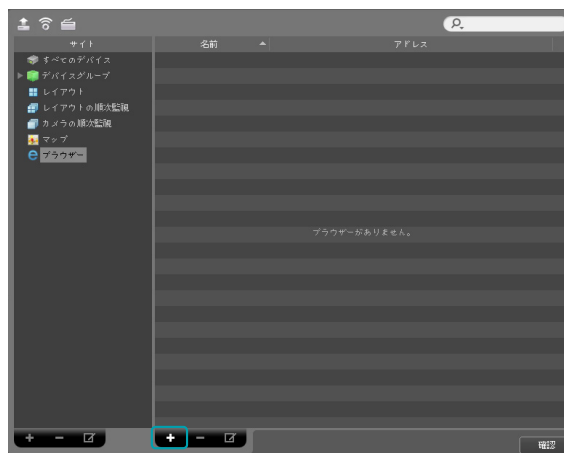 サイト
名前
アドレス
すべてのデバイス
デバイスグループ
レイアウト
レイアウトの順次監視
カメラの順次監視
マップ
ブラウザー
ブラウザーがありません。
確認